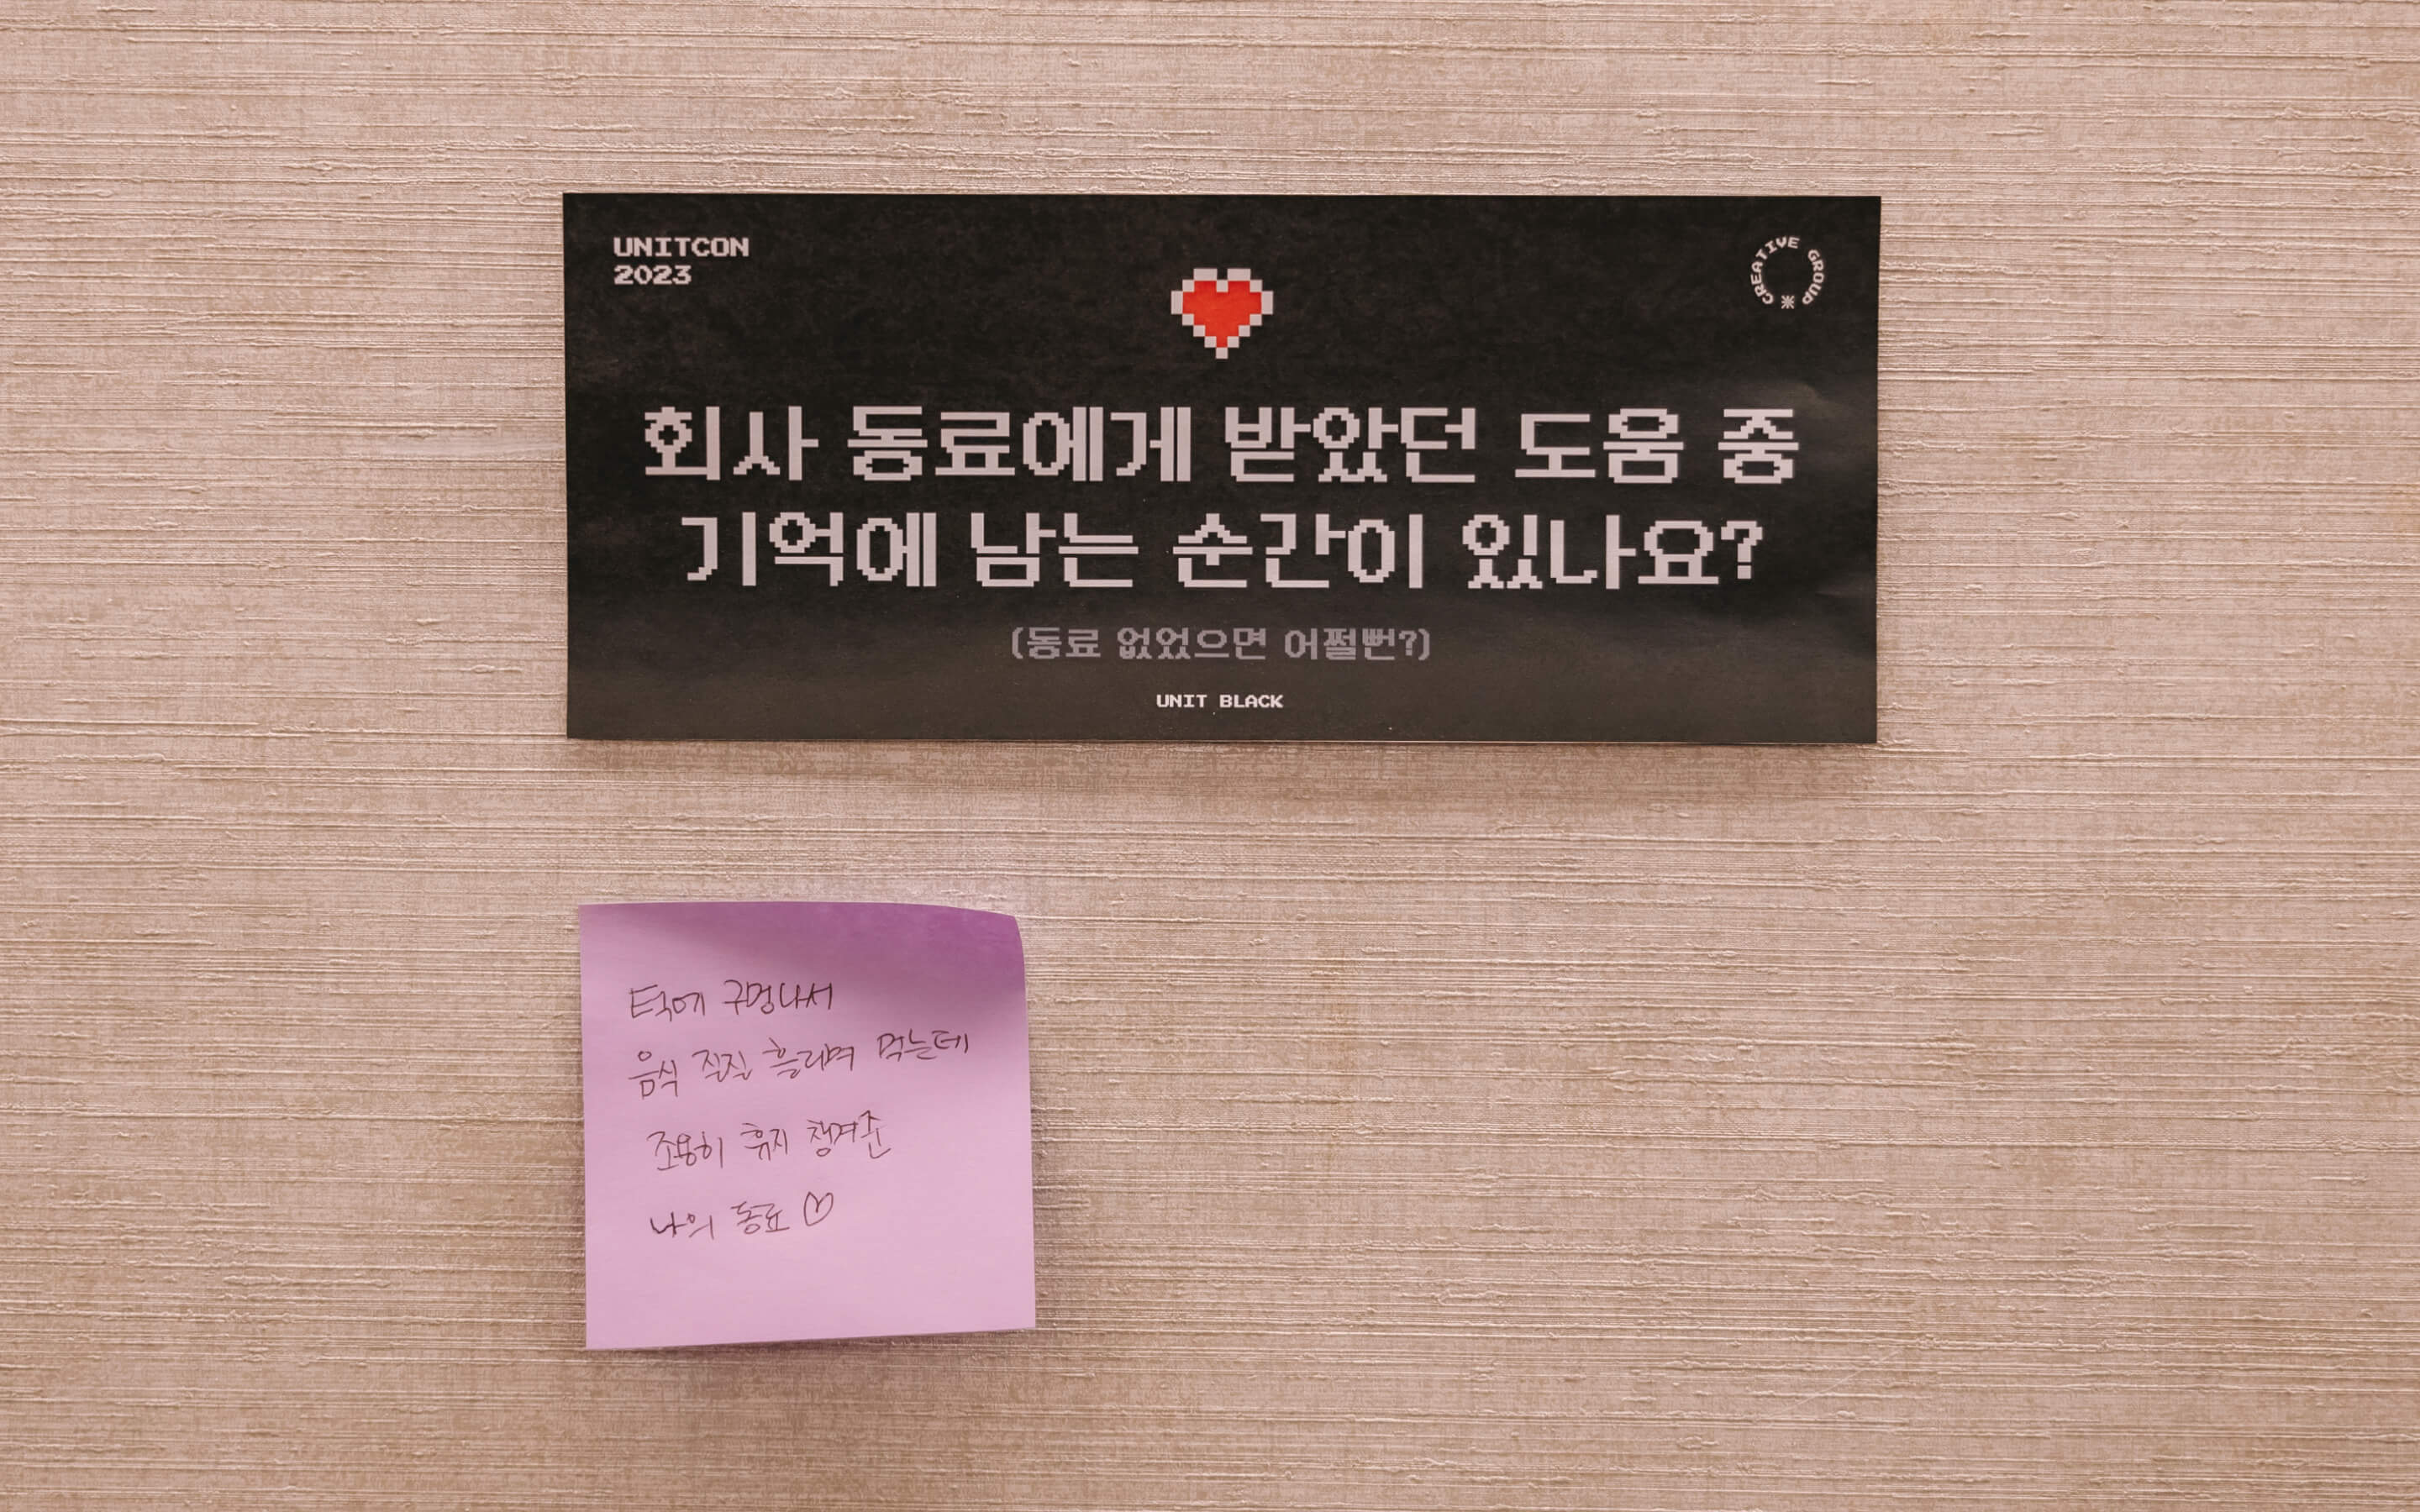 UNITCON
2023
CREATIVE GROUP
회사 동료에게 받았던 도움 중
기억에 남는 순간이 있나요?
(동료 없었으면 어쩔뻔?)
UNIT BLACK
턱에 구멍나서
음식 질질 흘리며 먹는데
조용히 휴지 챙겨준
나의 동료♡